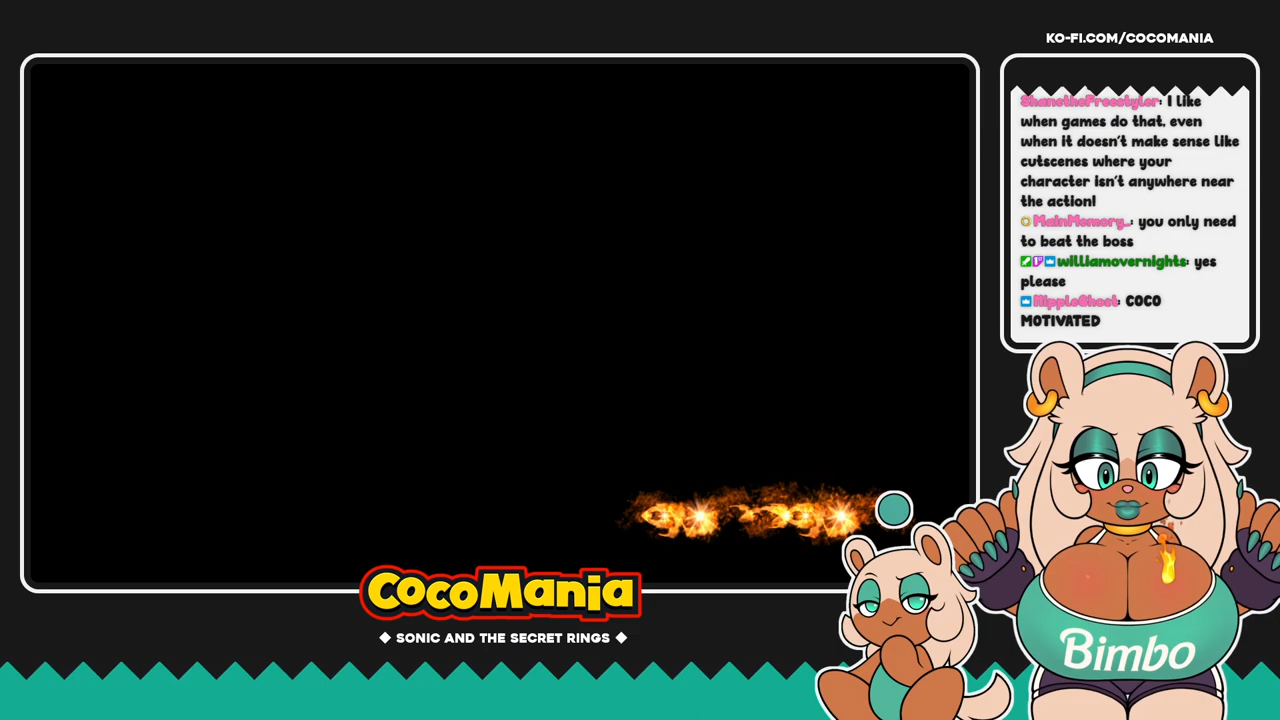 KO-FI.COM/COCOMANIA
ShanetheFreestyler: I like
when games do that, even
when it doesn't make sense like
cutscenes where your
character isn't anywhere near
the action!
MainMemory_: you only need
to beat the boss
williamovernights: yes
please
NippleGhost: COCO
MOTIVATED
CocoMania
◆ SONIC AND THE SECRET RINGS ◆
Bimbo